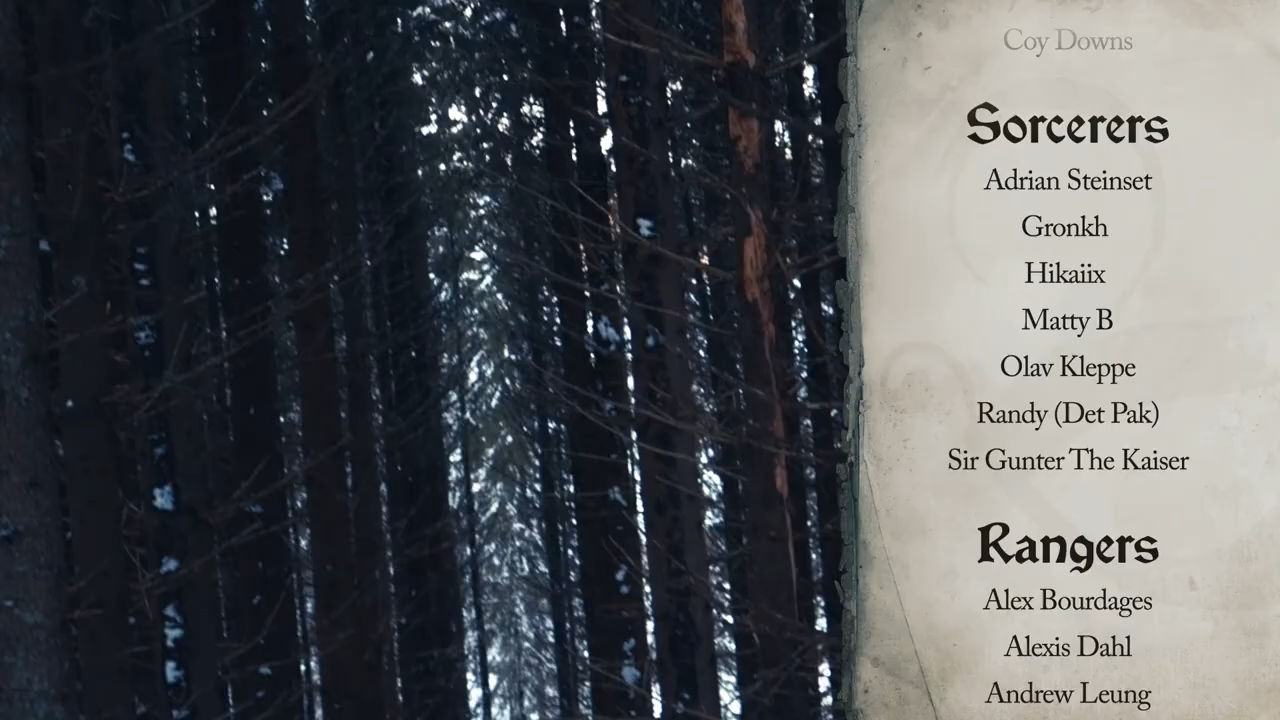 Coy Downs
Sorcerers
Adrian Steinset
Gronkh
Hikaiix
Matty B
Olav Kleppe
Randy (Det Pak)
Sir Gunter The Kaiser
Rangers
Alex Bourdages
Alexis Dahl
Andrew Leung